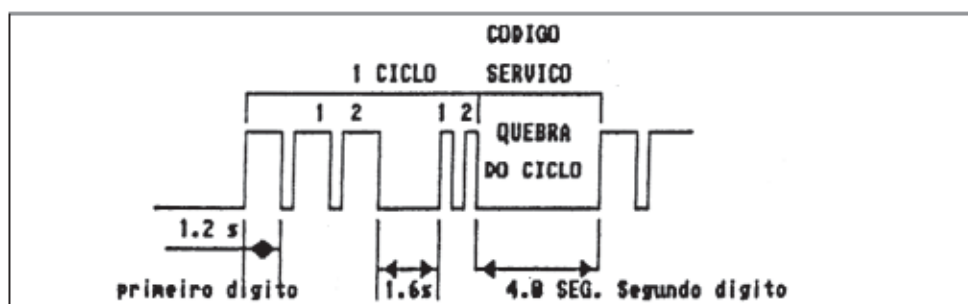 CODIGO
1 CICLO SERVICO
1 2 1 2 QUEBRA
DO CICLO
1.2 s
primeiro digito 1.6s 4.0 SEG. Segundo digito